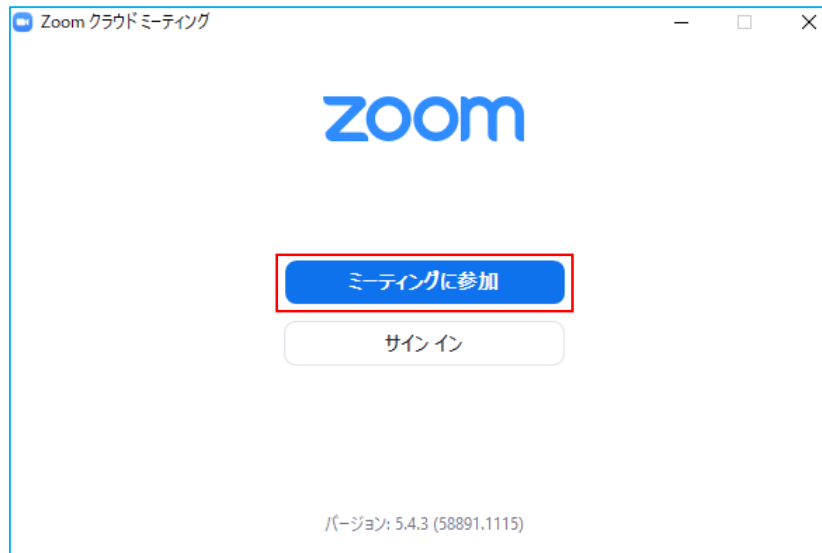 Zoom クラウド ミーティング
zoom
ミーティングに参加
サイン イン
バージョン: 5.4.3 (58891.1115)